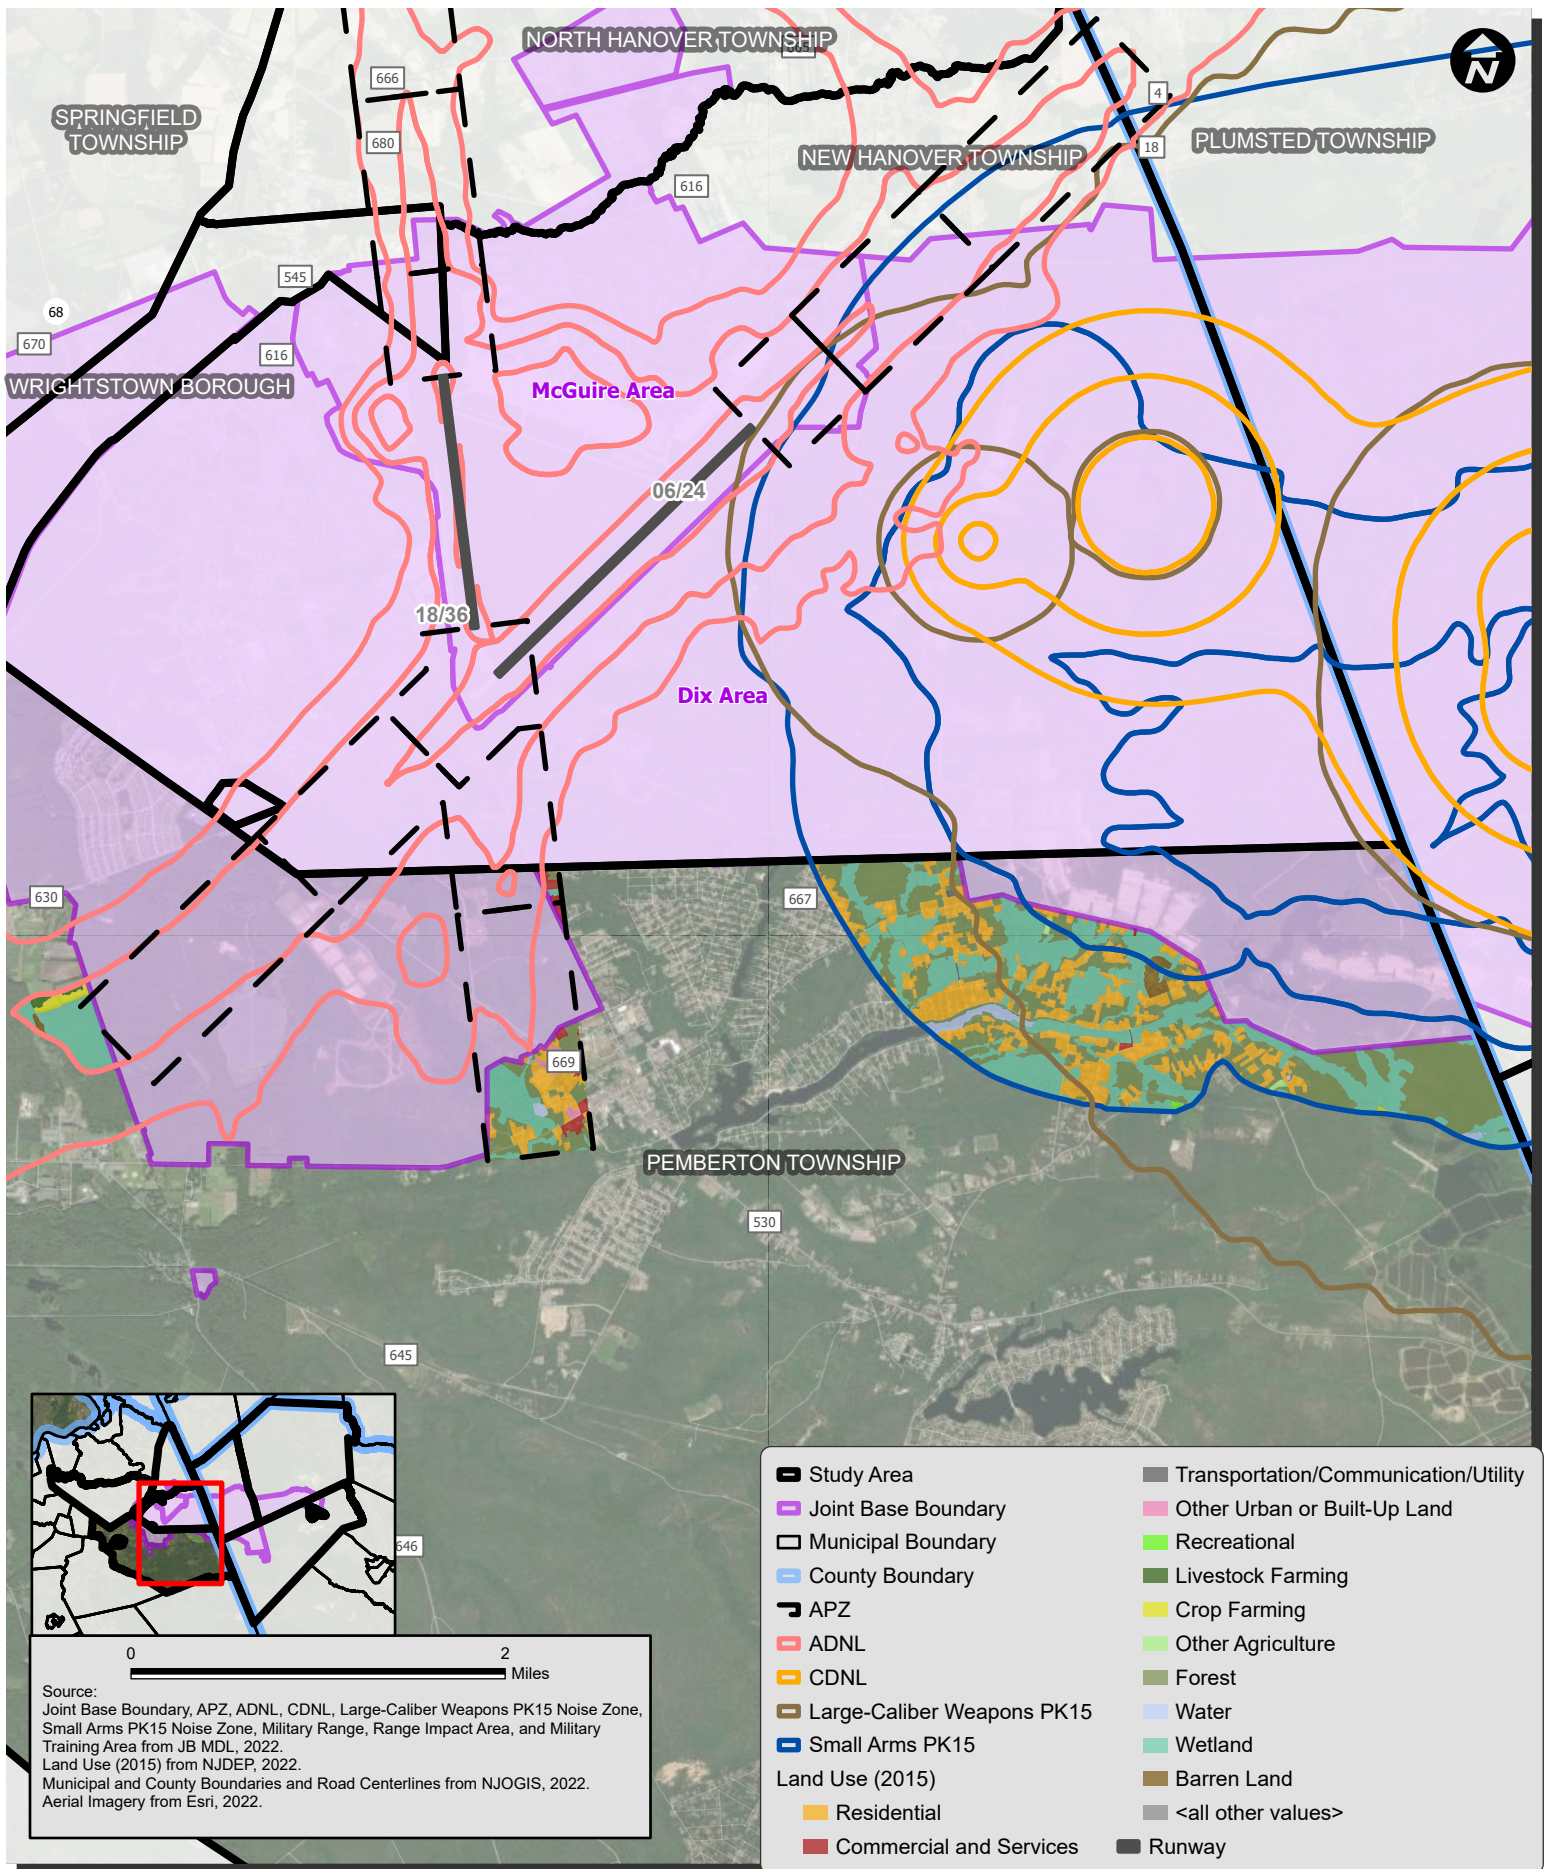 NORTH HANOVER TOWNSHIP
665
N
666
4
SPRINGFIELD
TOWNSHIP
680
18
PLUMSTED TOWNSHIP
NEW HANOVER TOWNSHIP
616
545
68
670
616
WRIGHTSTOWN BOROUGH
McGuire Area
06/24
18/36
Dix Area
630
667
669
PEMBERTON TOWNSHIP
530
645
646
Study Area
Joint Base Boundary
Municipal Boundary
County Boundary
APZ
ADNL
CDNL
Large-Caliber Weapons PK15
Small Arms PK15
Land Use (2015)
Residential
Commercial and Services
Transportation/Communication/Utility
Other Urban or Built-Up Land
Recreational
Livestock Farming
Crop Farming
Other Agriculture
Forest
Water
Wetland
Barren Land
<all other values>
Runway
0 2
Miles
Source:
Joint Base Boundary, APZ, ADNL, CDNL, Large-Caliber Weapons PK15 Noise Zone,
Small Arms PK15 Noise Zone, Military Range, Range Impact Area, and Military
Training Area from JB MDL, 2022.
Land Use (2015) from NJDEP, 2022.
Municipal and County Boundaries and Road Centerlines from NJOGIS, 2022.
Aerial Imagery from Esri, 2022.